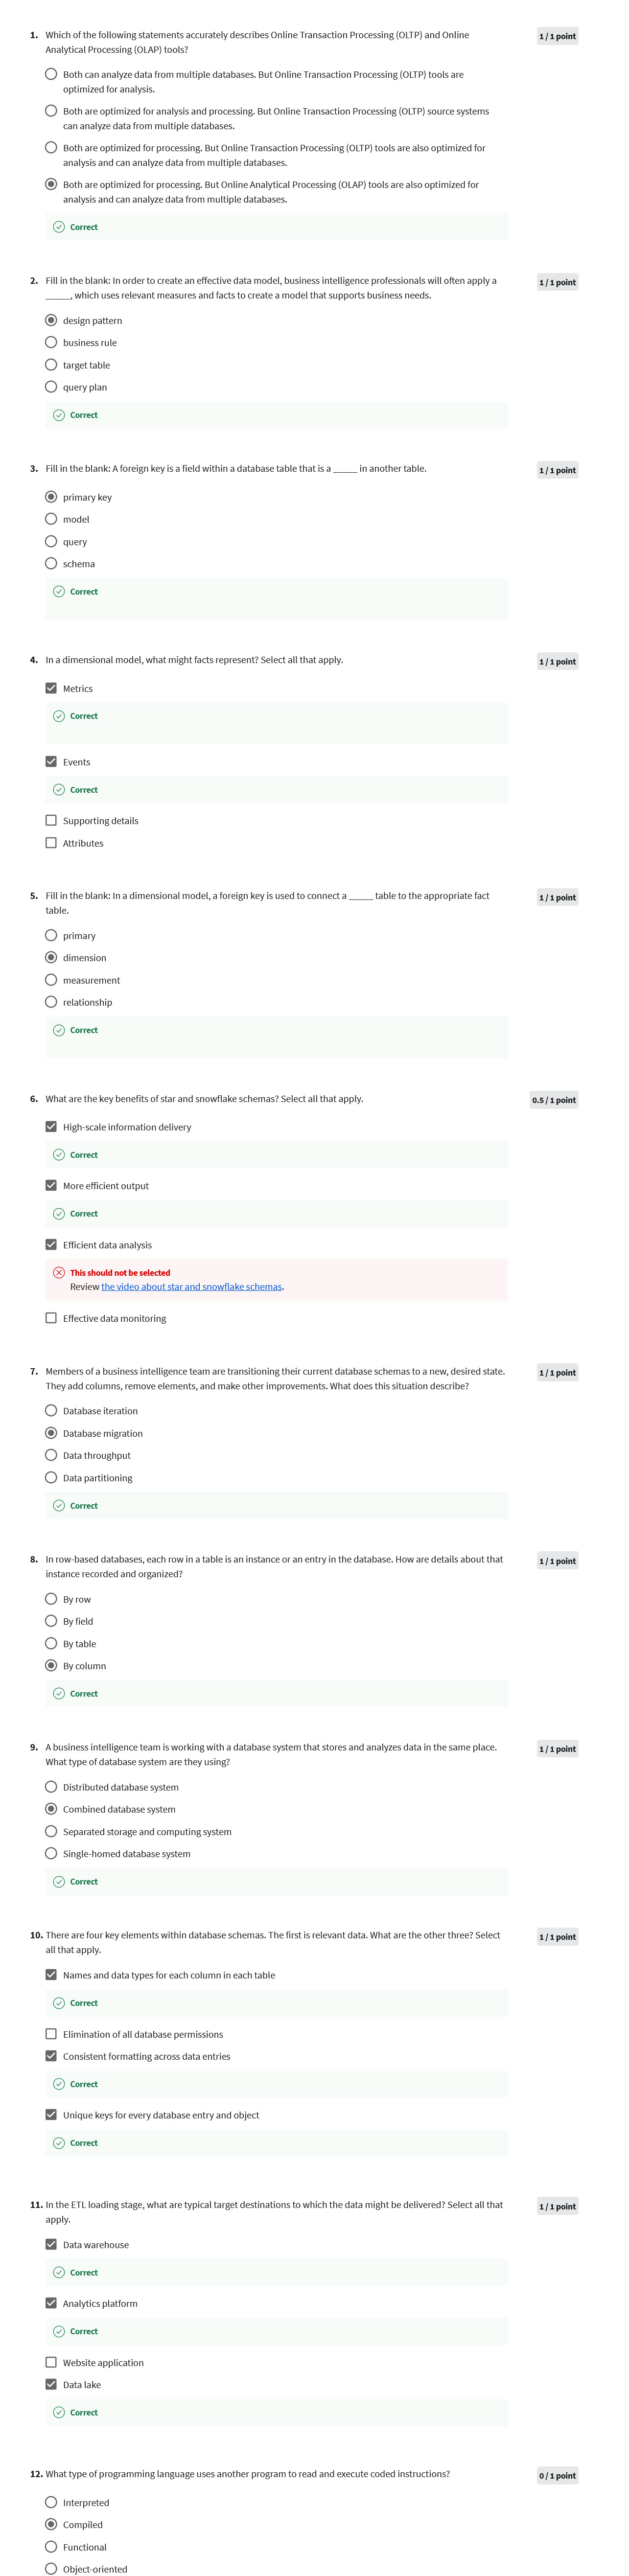 1. Which of the following statements accurately describes Online Transaction Processing (OLTP) and Online
1 / 1 point
Analytical Processing (OLAP) tools?
Both can analyze data from multiple databases. But Online Transaction Processing (OLTP) tools are
optimized for analysis.
Both are optimized for analysis and processing. But Online Transaction Processing (OLTP) source systems
can analyze data from multiple databases.
Both are optimized for processing. But Online Transaction Processing (OLTP) tools are also optimized for
analysis and can analyze data from multiple databases.
Both are optimized for processing. But Online Analytical Processing (OLAP) tools are also optimized for
analysis and can analyze data from multiple databases.
Correct
2. Fill in the blank: In order to create an effective data model, business intelligence professionals will often apply a
1 / 1 point
_____, which uses relevant measures and facts to create a model that supports business needs.
design pattern
business rule
target table
query plan
Correct
3. Fill in the blank: A foreign key is a field within a database table that is a _____ in another table.
1 / 1 point
primary key
model
query
schema
Correct
4. In a dimensional model, what might facts represent? Select all that apply.
1 / 1 point
Metrics
Correct
Events
Correct
Supporting details
Attributes
5. Fill in the blank: In a dimensional model, a foreign key is used to connect a _____ table to the appropriate fact
1 / 1 point
table.
primary
dimension
measurement
relationship
Correct
6. What are the key benefits of star and snowflake schemas? Select all that apply.
0.5 / 1 point
High-scale information delivery
Correct
More efficient output
Correct
Efficient data analysis
This should not be selected
Review the video about star and snowflake schemas.
Effective data monitoring
7. Members of a business intelligence team are transitioning their current database schemas to a new, desired state.
1 / 1 point
They add columns, remove elements, and make other improvements. What does this situation describe?
Database iteration
Database migration
Data throughput
Data partitioning
Correct
8. In row-based databases, each row in a table is an instance or an entry in the database. How are details about that
1 / 1 point
instance recorded and organized?
By row
By field
By table
By column
Correct
9. A business intelligence team is working with a database system that stores and analyzes data in the same place.
1 / 1 point
What type of database system are they using?
Distributed database system
Combined database system
Separated storage and computing system
Single-homed database system
Correct
10. There are four key elements within database schemas. The first is relevant data. What are the other three? Select
1 / 1 point
all that apply.
Names and data types for each column in each table
Correct
Elimination of all database permissions
Consistent formatting across data entries
Correct
Unique keys for every database entry and object
Correct
11. In the ETL loading stage, what are typical target destinations to which the data might be delivered? Select all that
1 / 1 point
apply.
Data warehouse
Correct
Analytics platform
Correct
Website application
Data lake
Correct
12. What type of programming language uses another program to read and execute coded instructions?
0 / 1 point
Interpreted
Compiled
Functional
Object-oriented